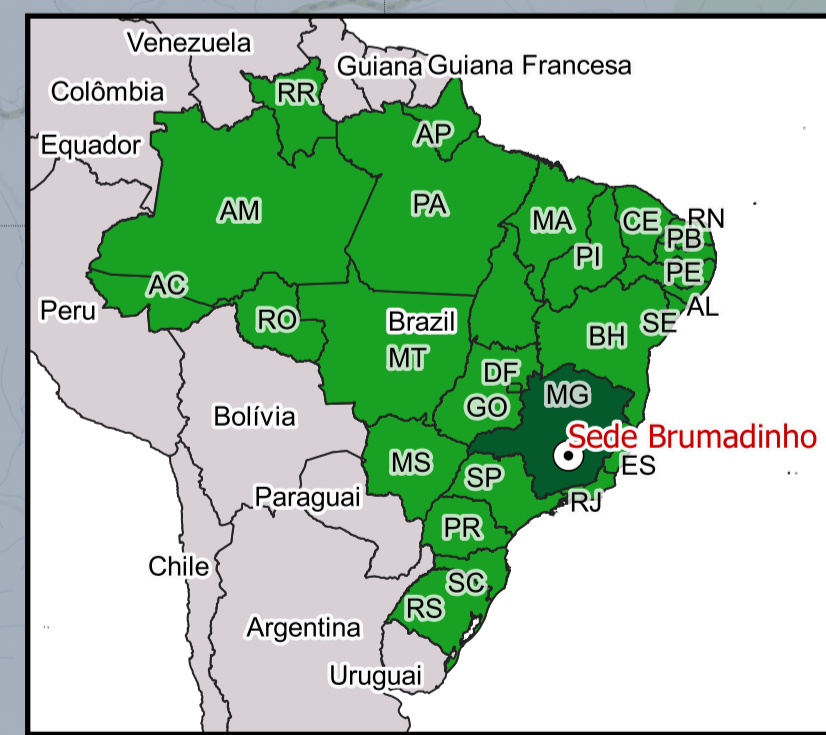 Venezuela
Guiana
Guiana Francesa
Colômbia
RR
AP
Equador
AM
PA
MA
CE
RN
PB
PI
PE
AC
AL
Peru
RO
Brazil
SE
BH
MT
DF
MG
GO
Bolívia
Sede Brumadinho
MS
SP
ES
Paraguai
RJ
PR
Chile
SC
RS
Argentina
Uruguai